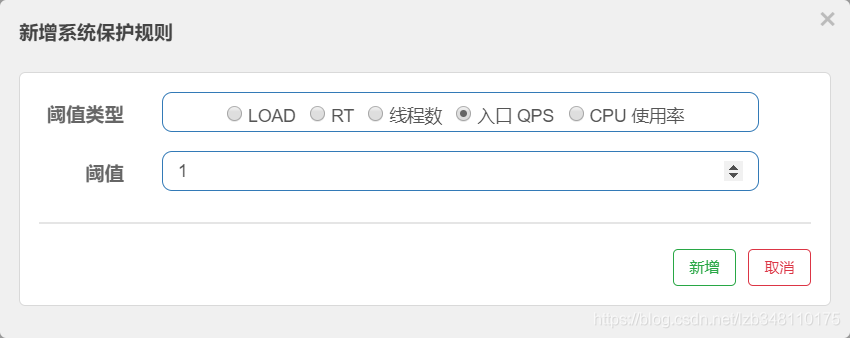 新增系统保护规则
×
阈值类型 LOAD RT 线程数 入口 QPS CPU 使用率
阈值 1
新增 取消
https://blog.csdn.net/lzb348110175